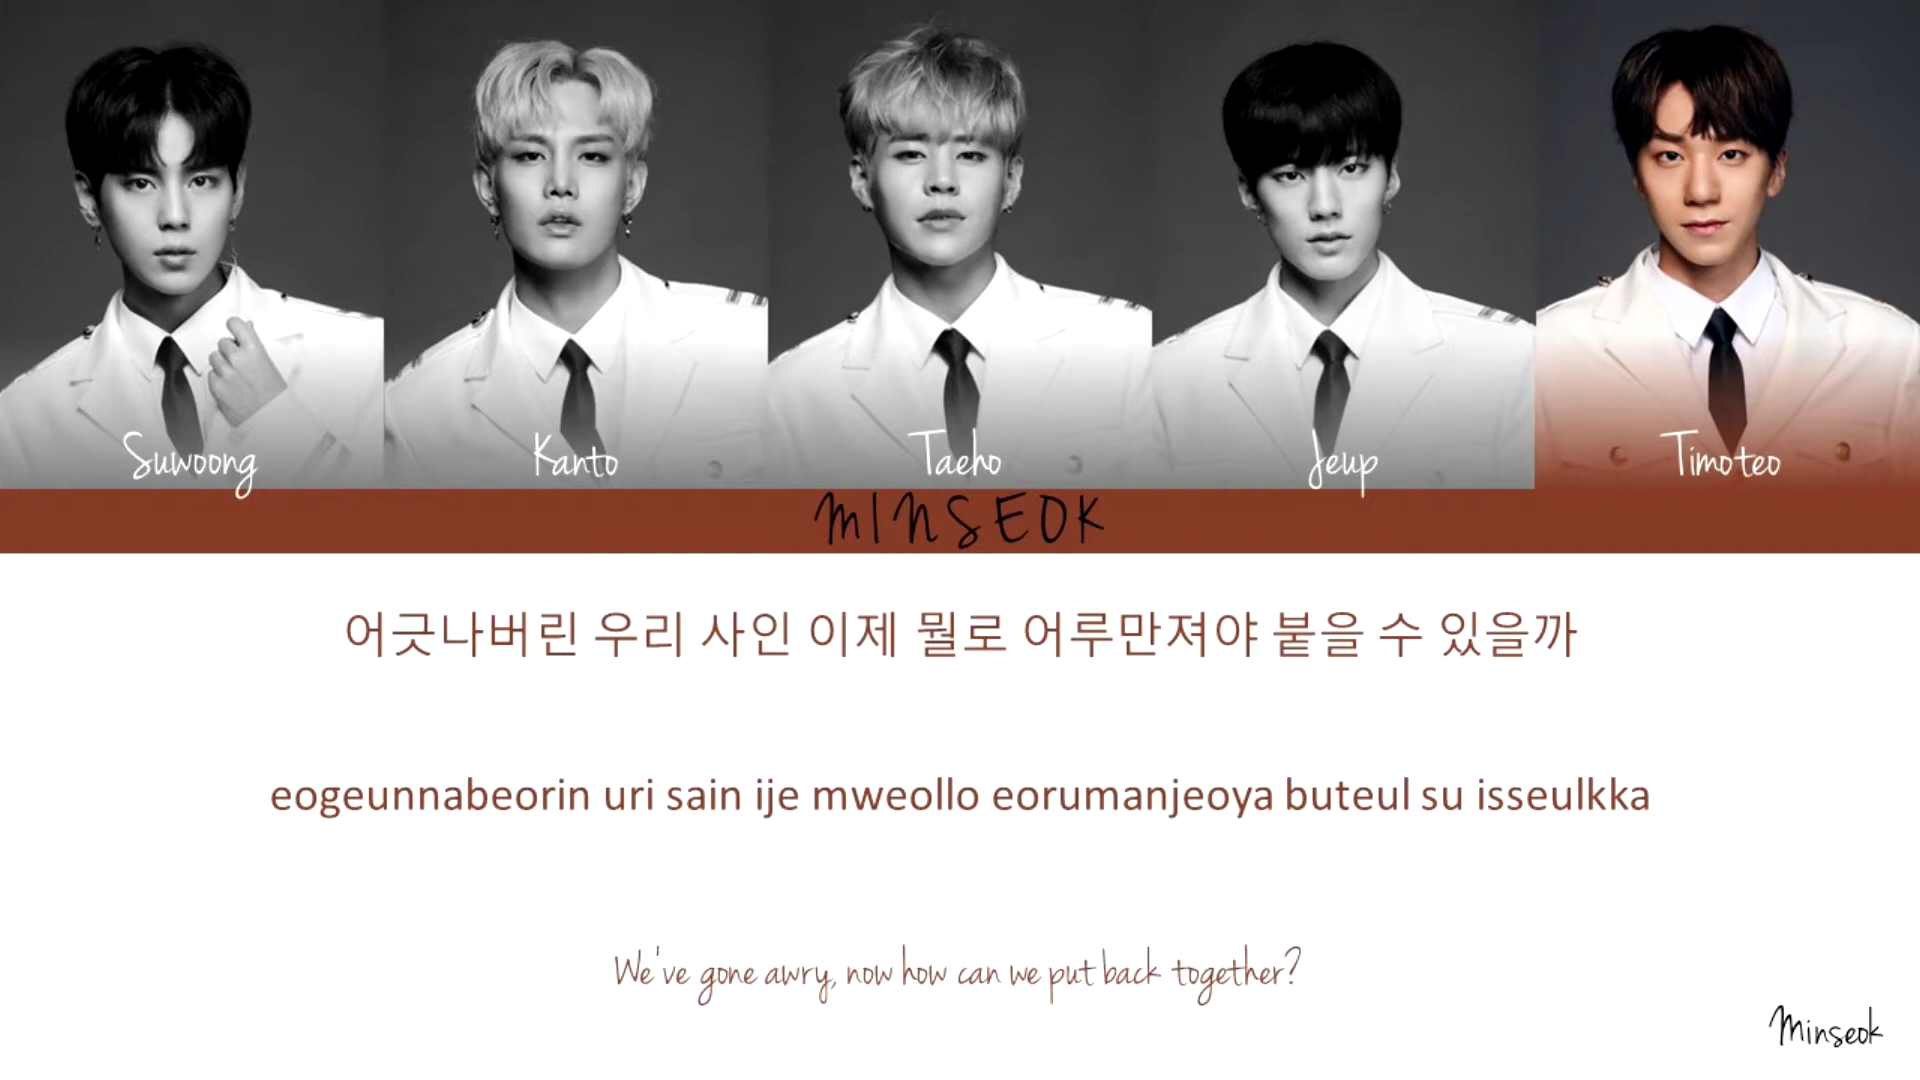 Suwoong
Kanto
Taeho
Jeup
Timoteo
MINSEOK
어긋나버린 우리 사인 이제 뭘로 어루만져야 붙을 수 있을까
eogeunnabeorin uri sain ije mweollo eorumanjeoya buteul su isseulkka
We've gone awry, now how can we put back together?
Minseok